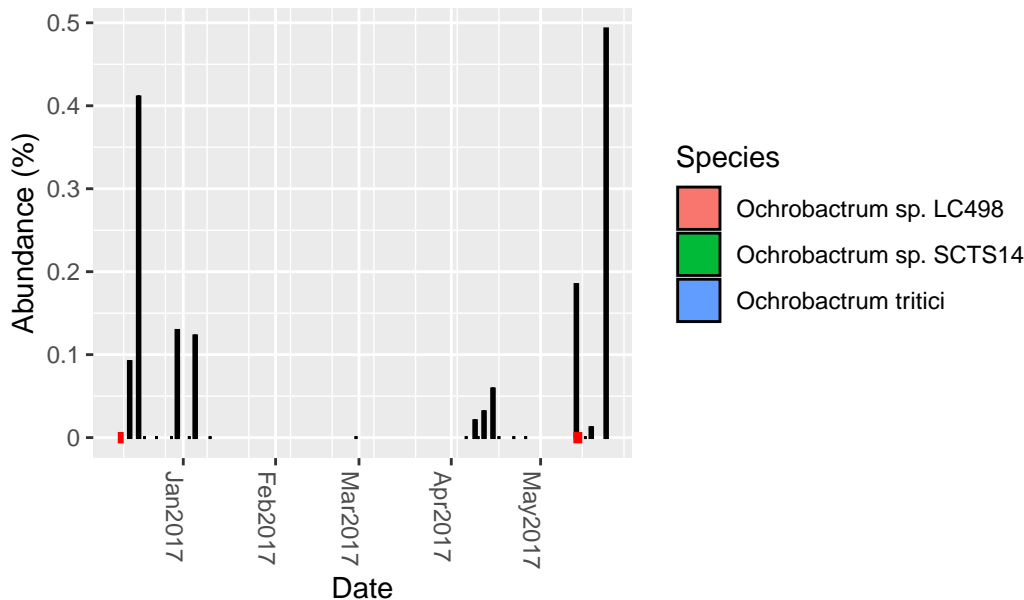 0.5
0.4
0.3
0.2
0.1
0
Abundance (%)
Jan2017
Feb2017
Mar2017
Apr2017
May2017
Date
Species
Ochrobactrum sp. LC498
Ochrobactrum sp. SCTS14
Ochrobactrum tritici